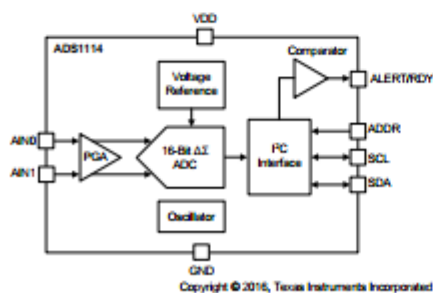 VDD
ADS1114
Comparator
Voltage
Reference
ALERT/RDY
AIN0
ADDR
PGA
16-Bit ΔΣ
ADC
I²C
Interface
SCL
AIN1
SDA
Oscillator
GND
Copyright © 2016, Texas Instruments Incorporated